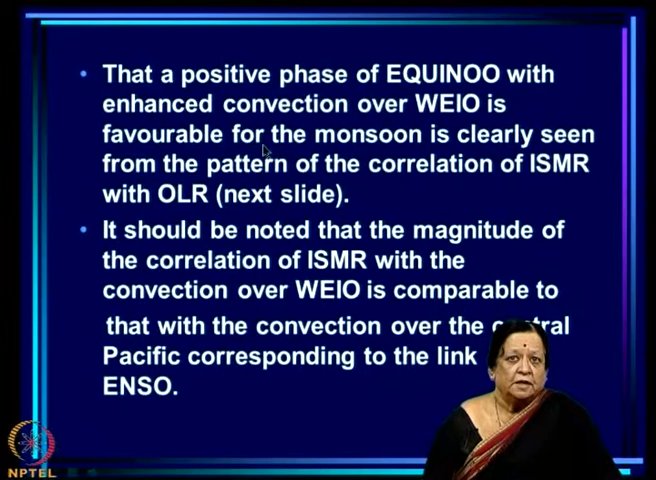 That a positive phase of EQUINOO with
enhanced convection over WEIO is
favourable for the monsoon is clearly seen
from the pattern of the correlation of ISMR
with OLR (next slide).
It should be noted that the magnitude of
the correlation of ISMR with the
convection over WEIO is comparable to
that with the convection over the
Pacific corresponding to the link
ENSO.
NPTEL